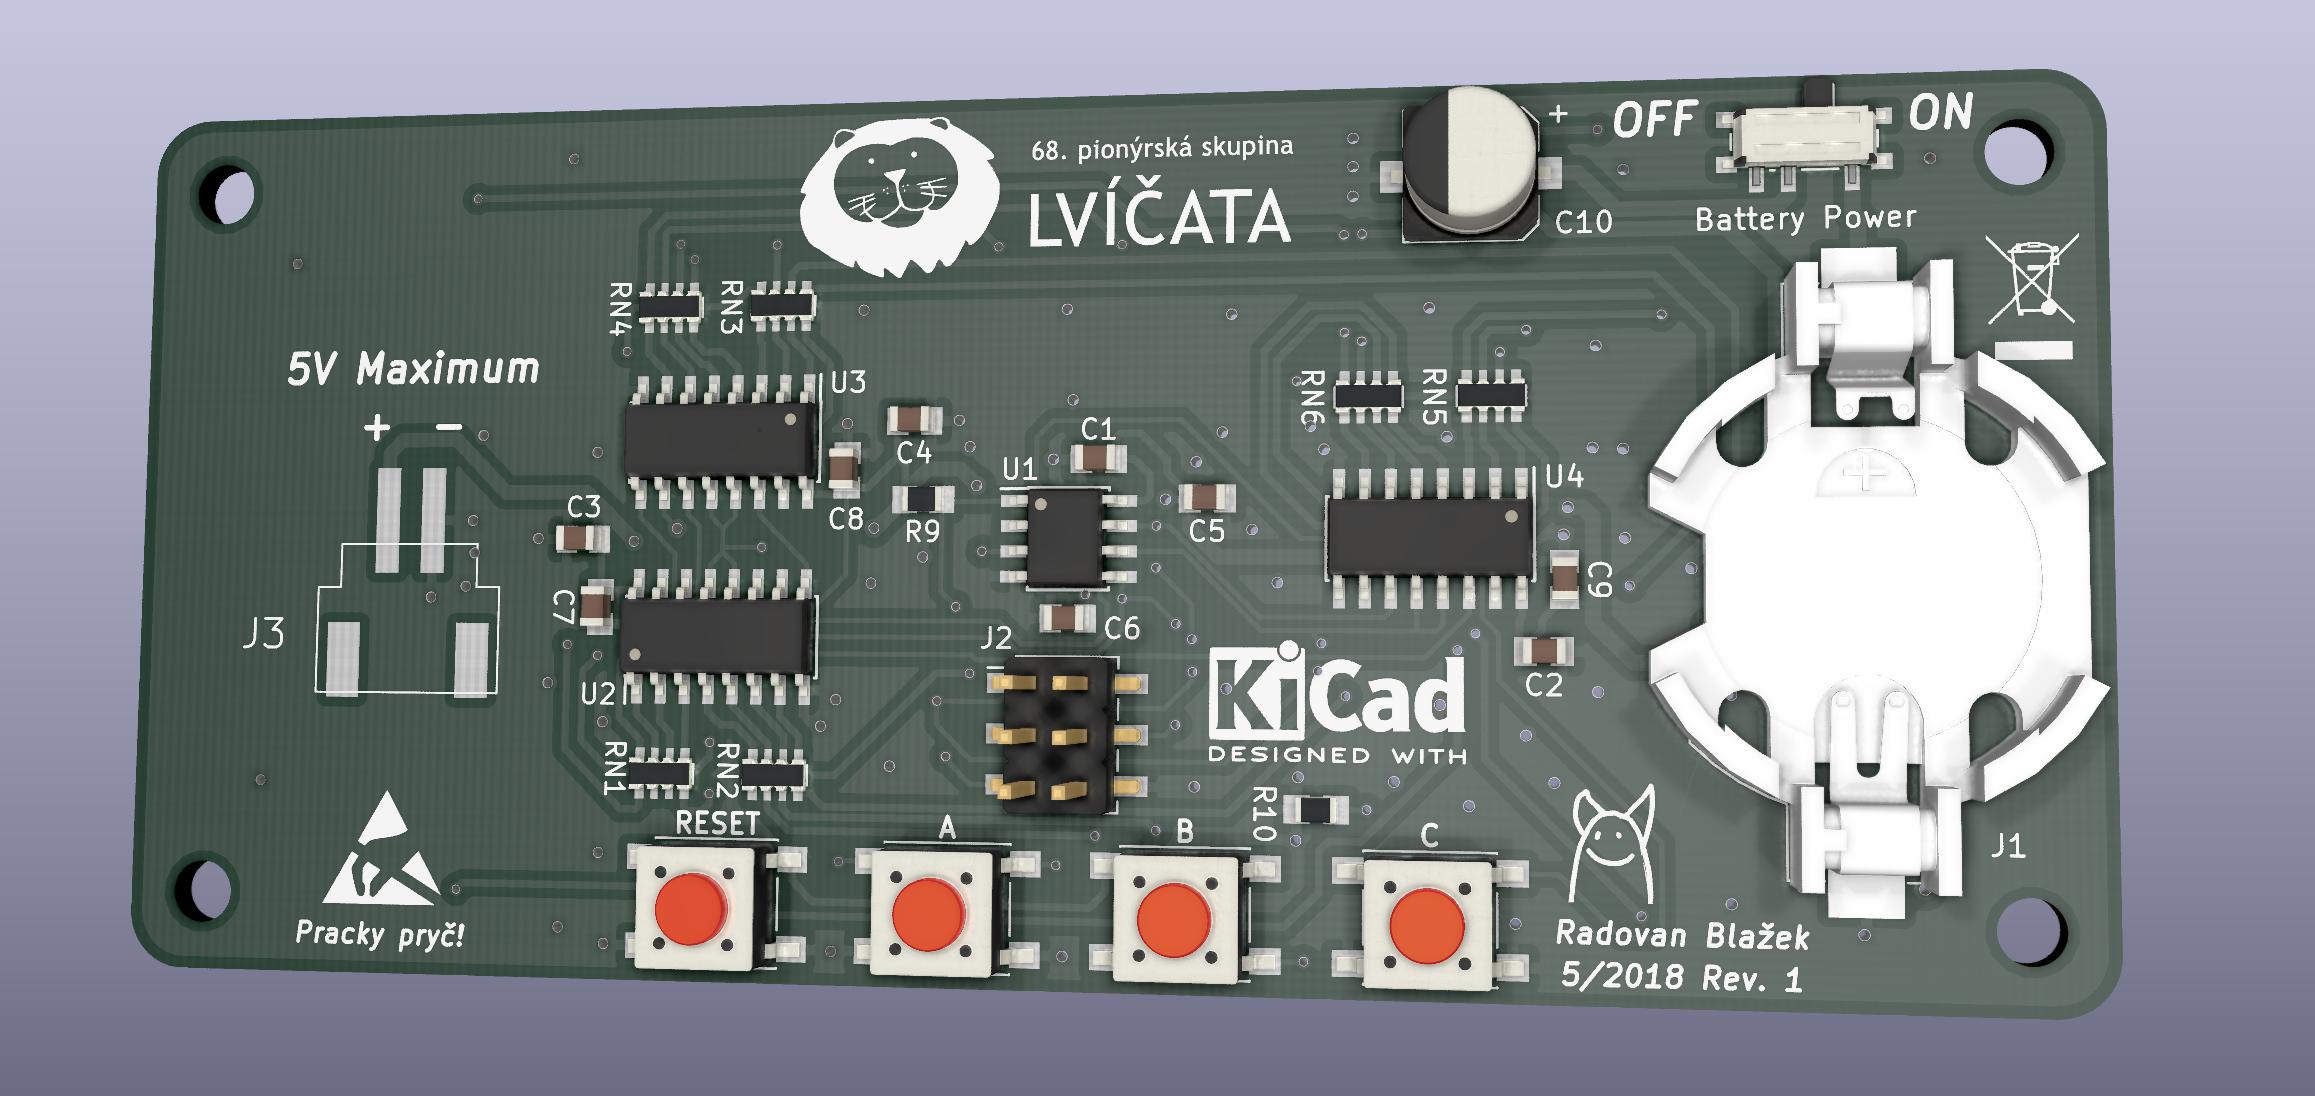 68. pionýrská skupina
LVÍČATA
+
OFF
ON
C10
Battery Power
RN4
RN3
5V Maximum
+ −
U3
C4
C1
U1
RN6
RN5
U4
C3
C8
R9
C5
C7
C9
J3
J2
C6
U2
KiCad
DESIGNED WITH
C2
RN1
RN2
R10
J1
RESET
A
B
C
Pracky pryč!
Radovan Blažek
5/2018 Rev. 1
+